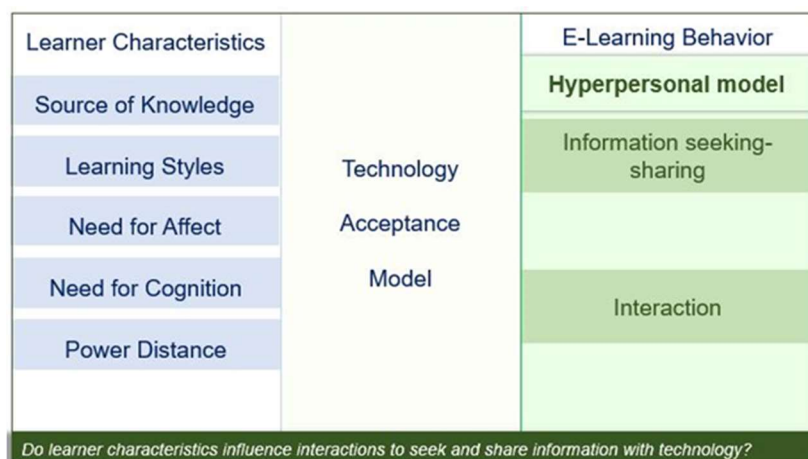 Learner Characteristics
Source of Knowledge
Learning Styles
Need for Affect
Need for Cognition
Power Distance
Technology
Acceptance
Model
E-Learning Behavior
Hyperpersonal model
Information seeking-
sharing
Interaction
Do learner characteristics influence interactions to seek and share information with technology?